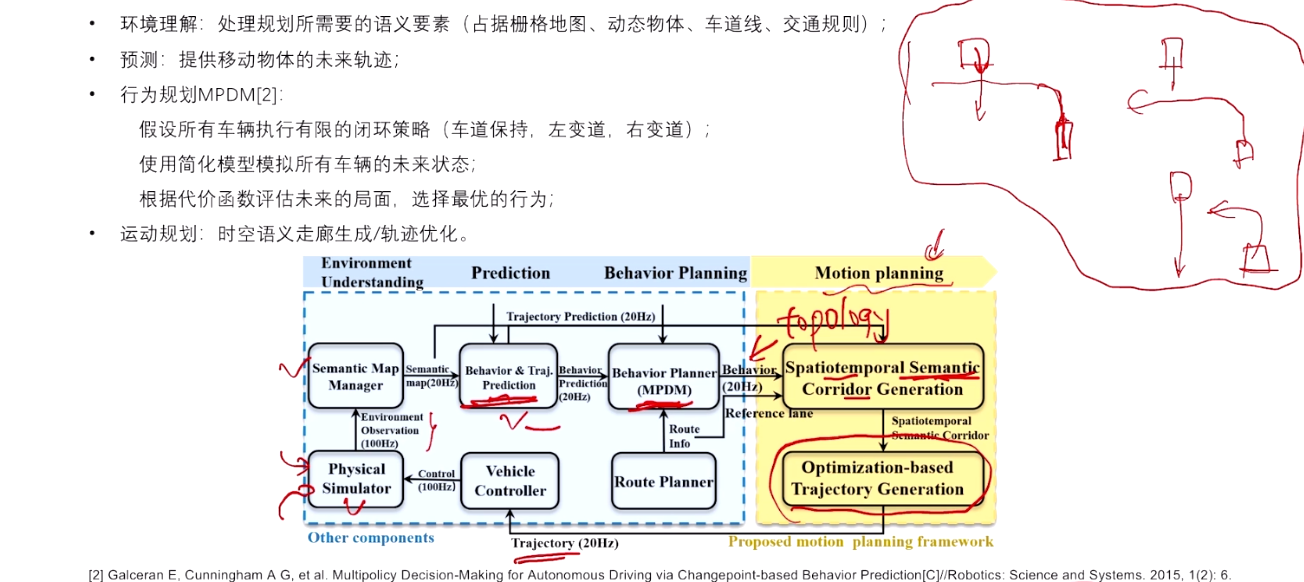 • 环境理解：处理规划所需要的语义要素（占据栅格地图、动态物体、车道线、交通规则）；
• 预测：提供移动物体的未来轨迹；
• 行为规划MPDM[2]：
假设所有车辆执行有限的闭环策略（车道保持，左变道，右变道）；
使用简化模型模拟所有车辆的未来状态；
根据代价函数评估未来的局面，选择最优的行为；
• 运动规划：时空语义走廊生成/轨迹优化。
Environment
Understanding
Prediction
Behavior Planning
Motion planning
Trajectory Prediction (20Hz)
topology
Semantic Map
Manager
Semantic
map(20Hz)
Behavior & Traj.
Prediction
Behavior
Prediction
(20Hz)
Behavior Planner
(MPDM)
Behavior
(20Hz)
Reference lane
Spatiotemporal Semantic
Corridor Generation
Environment
Observation
(100Hz)
Route
Info
Spatiotemporal
Semantic Corridor
Physical
Simulator
Control
(100Hz)
Vehicle
Controller
Route Planner
Optimization-based
Trajectory Generation
Other components
Trajectory (20Hz)
Proposed motion planning framework
[2] Galceran E, Cunningham A G, et al. Multipolicy Decision-Making for Autonomous Driving via Changepoint-based Behavior Prediction[C]//Robotics: Science and Systems. 2015, 1(2): 6.